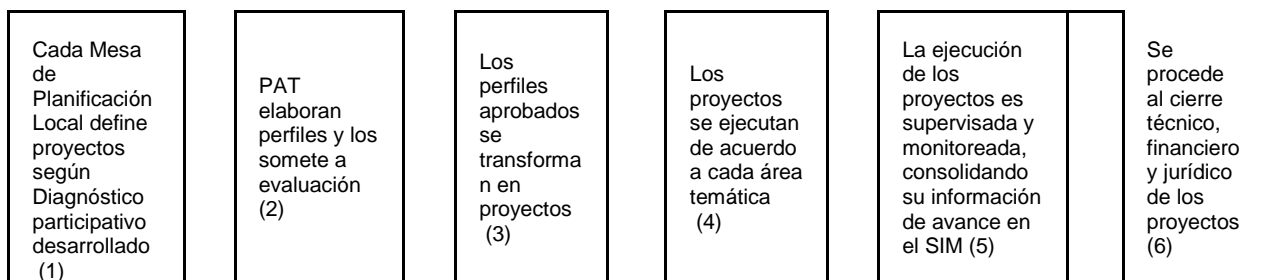 Cada Mesa
de
Planificación
Local define
proyectos
según
Diagnóstico
participativo
desarrollado
(1)
PAT
elaboran
perfiles y los
somete a
evaluación
(2)
Los
perfiles
aprobados
se
transforma
n en
proyectos
(3)
Los
proyectos
se ejecutan
de acuerdo
a cada área
temática
(4)
La ejecución
de los
proyectos es
supervisada y
monitoreada,
consolidando
su información
de avance en
el SIM (5)
Se
procede
al cierre
técnico,
financiero
y jurídico
de los
proyectos
(6)